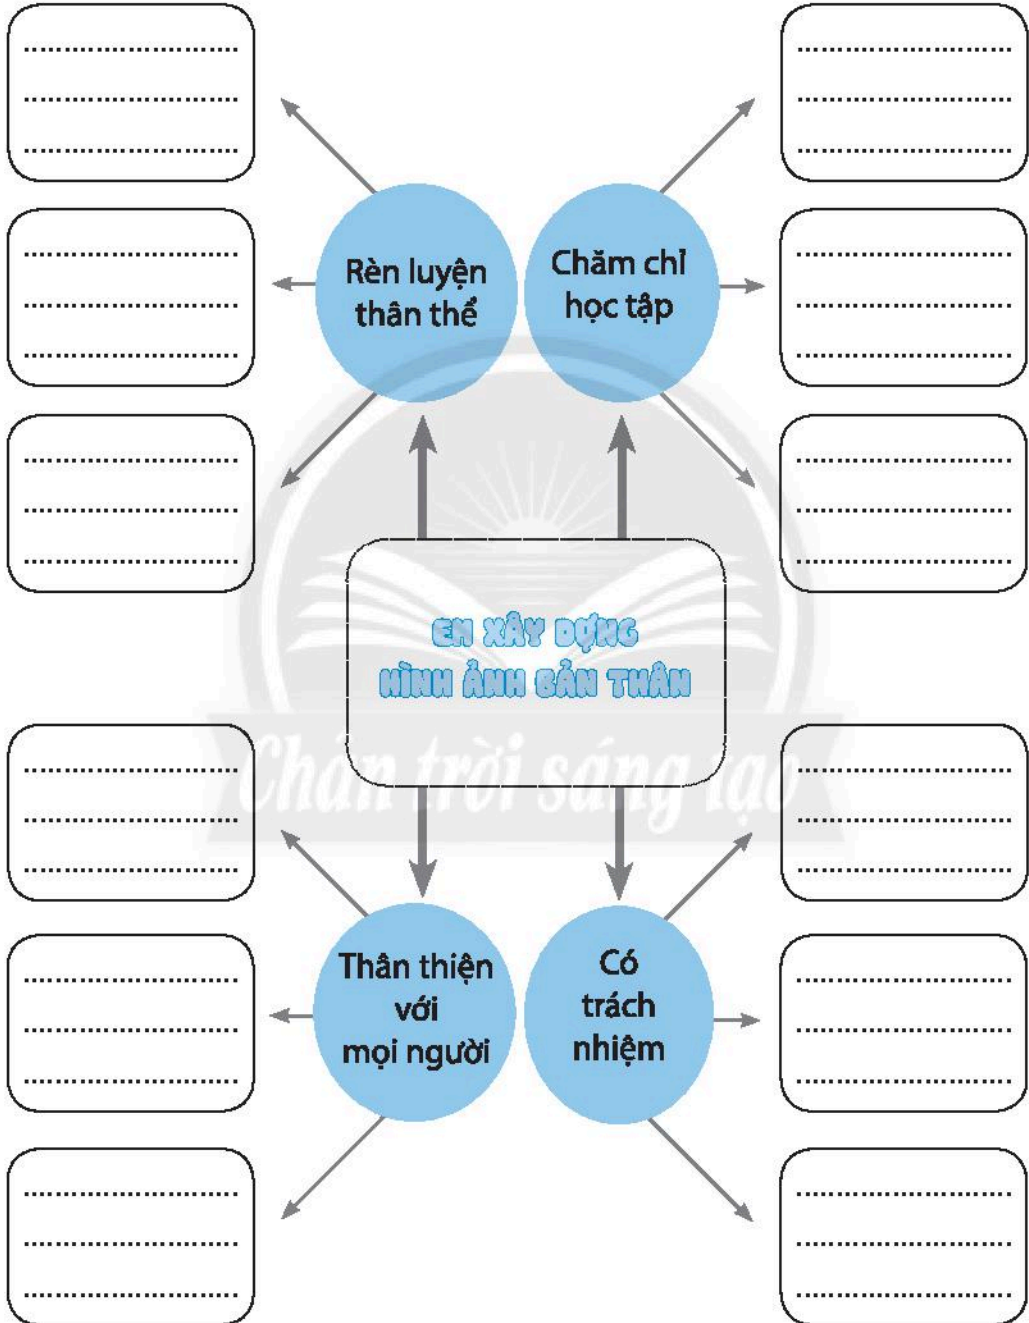 Rèn luyện
thân thể
Chăm chỉ
học tập
EM XÂY DỰNG
HÌNH ẢNH BẢN THÂN
Chân trời sáng tạo
Thân thiện
với
mọi người
Có
trách
nhiệm